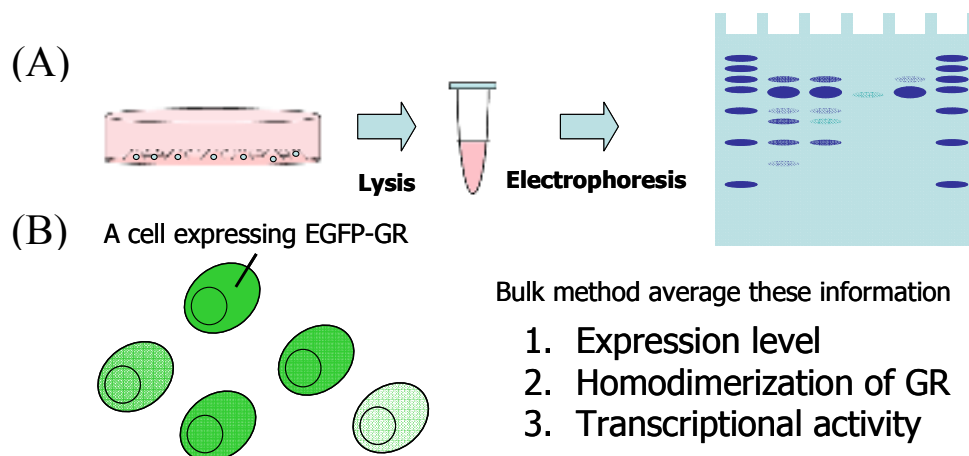 (A)
Lysis
Electrophoresis
(B)
A cell expressing EGFP-GR
Bulk method average these information
1. Expression level
2. Homodimerization of GR
3. Transcriptional activity